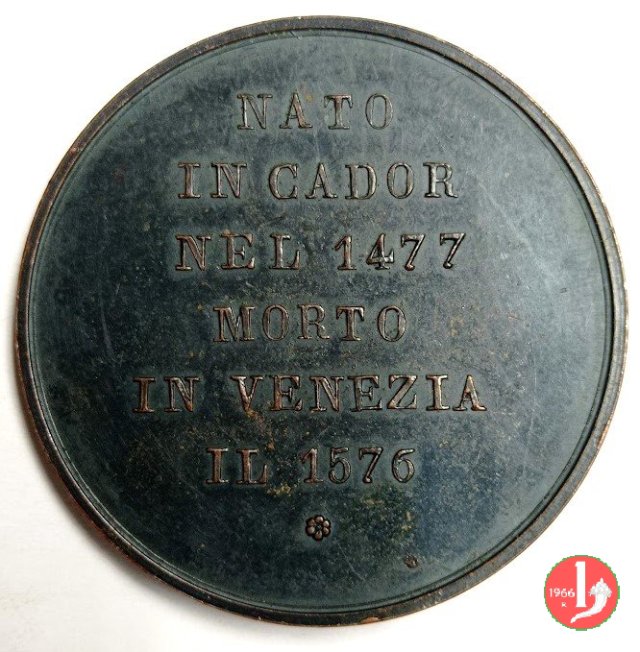 NATO
IN CADOR
NEL 1477
MORTO
IN VENEZIA
IL 1576
1966
R